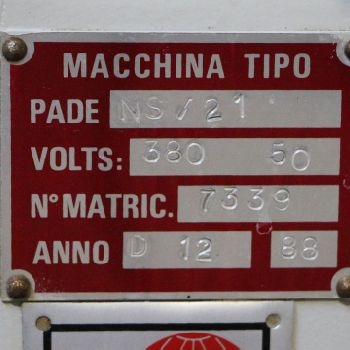 MACCHINA TIPO
PADE NS/21
VOLTS: 380 50
N° MATRIC. 7339
ANNO D 12 88